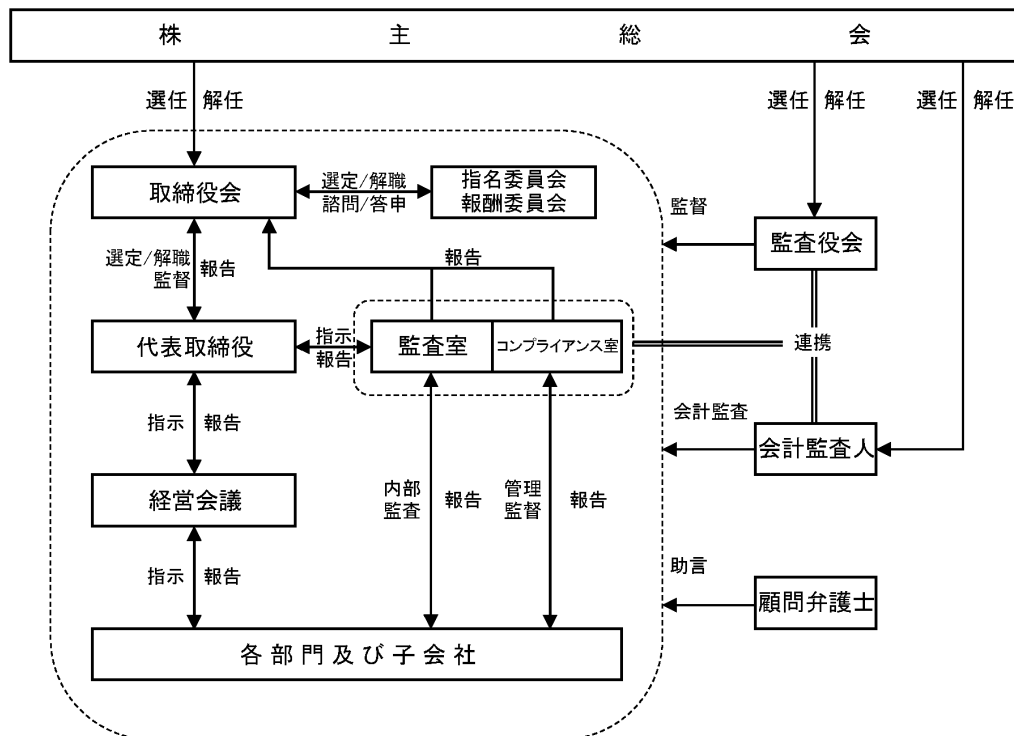 株主総会
選任 解任
選任 解任
選任 解任
取締役会
選定/解職
諮問/答申
指名委員会
報酬委員会
監督
監査役会
選定/解職
監督
報告
報告
代表取締役
指示
報告
監査室
コンプライアンス室
連携
会計監査
会計監査人
指示 報告
経営会議
内部
監査
報告
管理
監督
報告
助言
顧問弁護士
指示 報告
各部門及び子会社